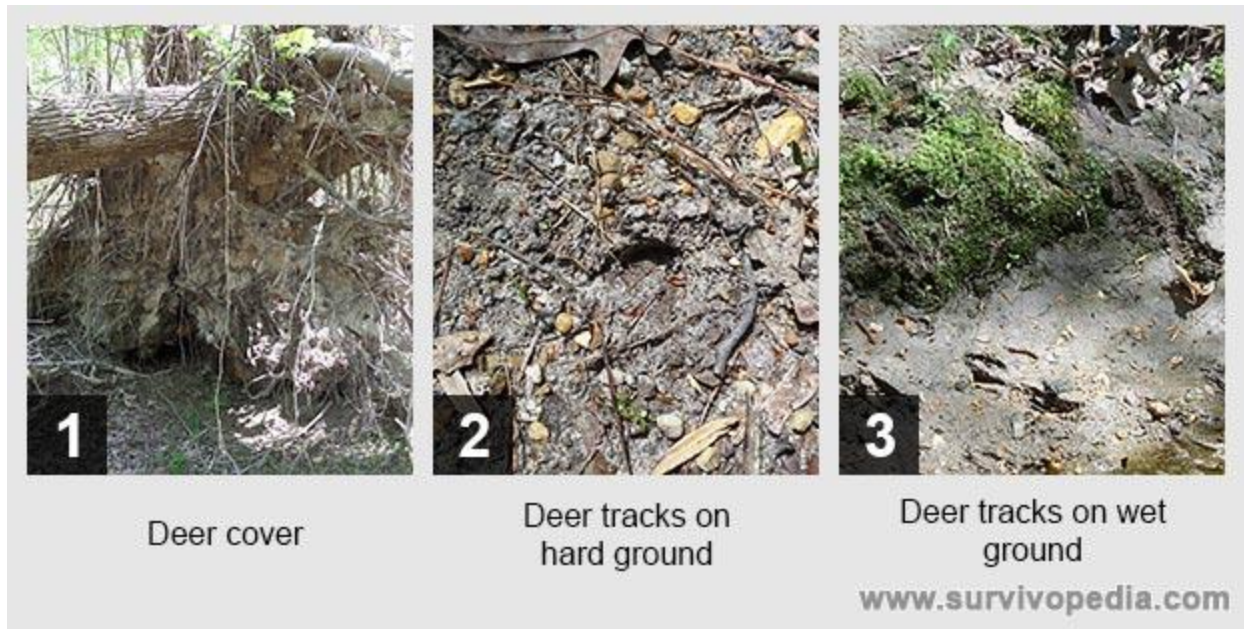 1
2
3
Deer cover
Deer tracks on
hard ground
Deer tracks on wet
ground
www.survivopedia.com